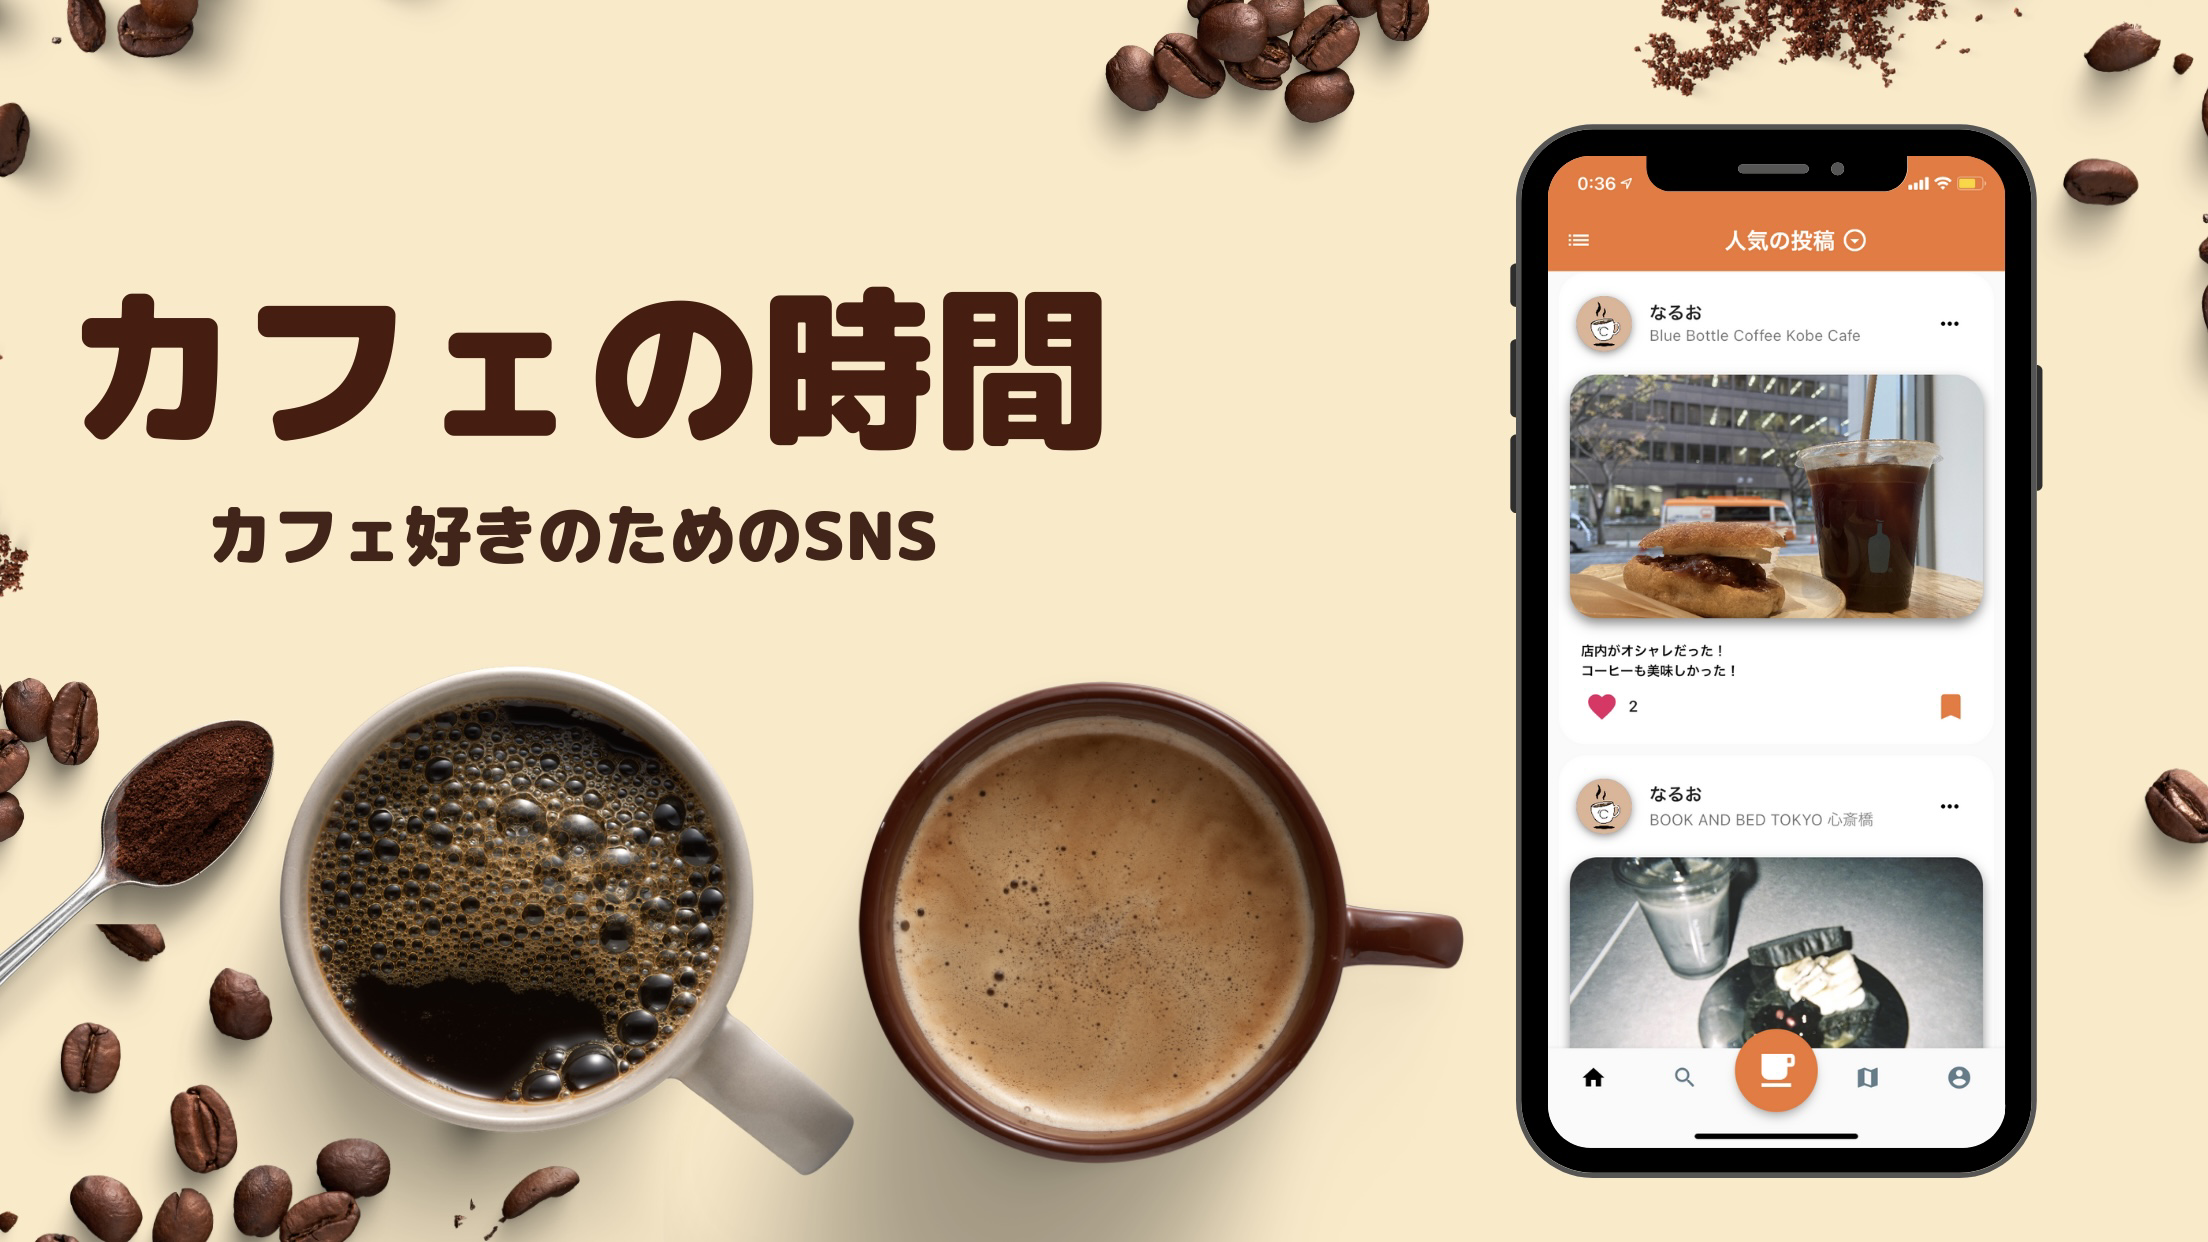 カフェの時間
カフェ好きのためのSNS
0:36
人気の投稿
なるお
Blue Bottle Coffee Kobe Cafe
店内がオシャレだった！
コーヒーも美味しかった！
2
なるお
BOOK AND BED TOKYO 心斎橋